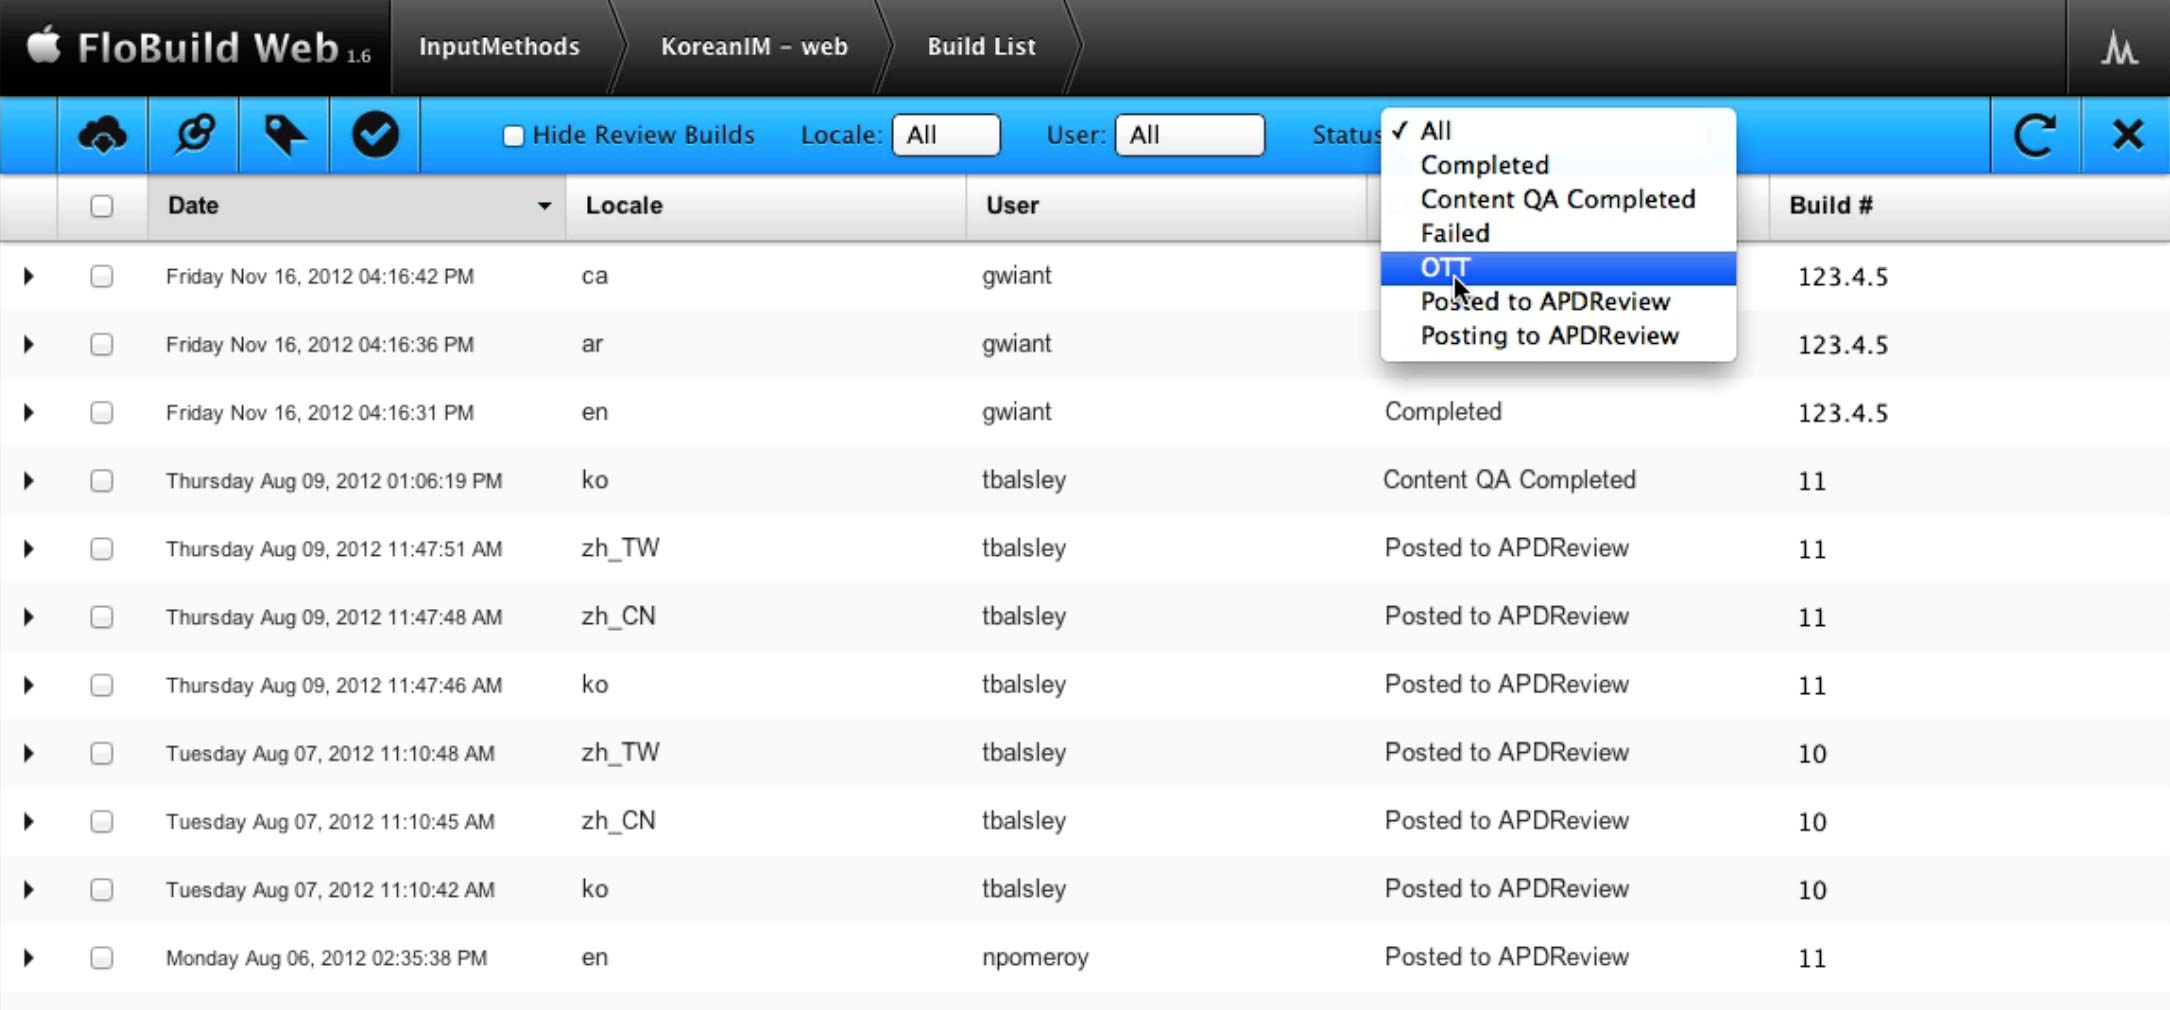 FloBuild Web 1.6 InputMethods KoreanIM – web Build List
Hide Review Builds Locale: All User: All Status
All
Completed
Content QA Completed
Failed
OTT
Posted to APDReview
Posting to APDReview
Date Locale User Build #
Friday Nov 16, 2012 04:16:42 PM ca gwiant 123.4.5
Friday Nov 16, 2012 04:16:36 PM ar gwiant 123.4.5
Friday Nov 16, 2012 04:16:31 PM en gwiant Completed 123.4.5
Thursday Aug 09, 2012 01:06:19 PM ko tbalsley Content QA Completed 11
Thursday Aug 09, 2012 11:47:51 AM zh_TW tbalsley Posted to APDReview 11
Thursday Aug 09, 2012 11:47:48 AM zh_CN tbalsley Posted to APDReview 11
Thursday Aug 09, 2012 11:47:46 AM ko tbalsley Posted to APDReview 11
Tuesday Aug 07, 2012 11:10:48 AM zh_TW tbalsley Posted to APDReview 10
Tuesday Aug 07, 2012 11:10:45 AM zh_CN tbalsley Posted to APDReview 10
Tuesday Aug 07, 2012 11:10:42 AM ko tbalsley Posted to APDReview 10
Monday Aug 06, 2012 02:35:38 PM en npomeroy Posted to APDReview 11